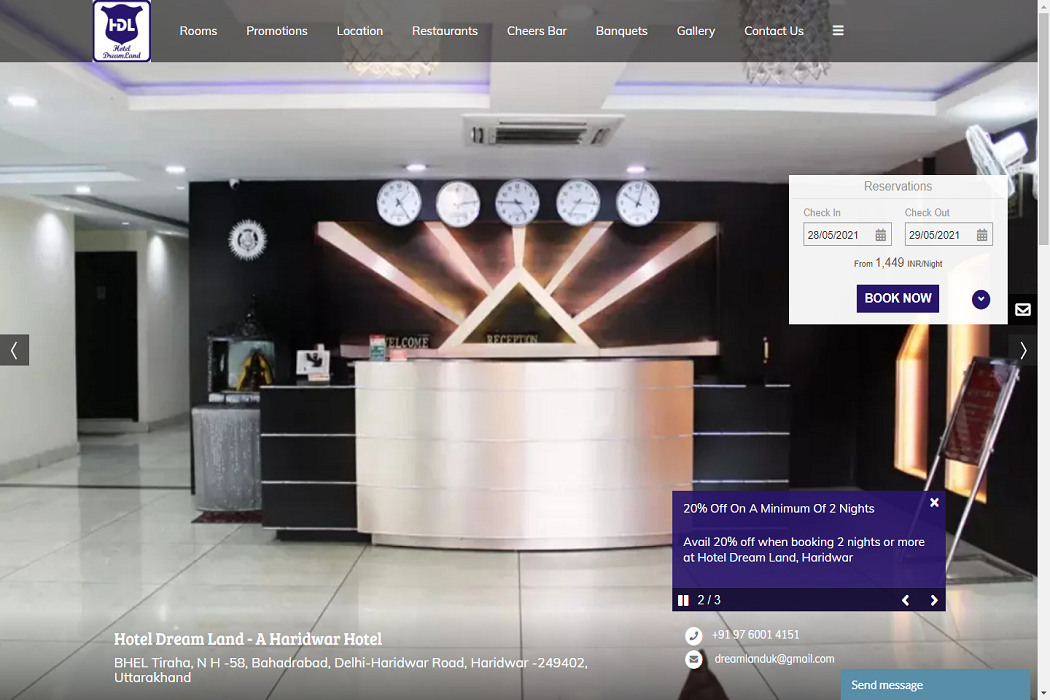 HDL
Hotel
DreamLand
Rooms Promotions Location Restaurants Cheers Bar Banquets Gallery Contact Us
Reservations
Check In Check Out
28/05/2021 29/05/2021
From 1,449 INR/Night
BOOK NOW
WELCOME RECEPTION
20% Off On A Minimum Of 2 Nights
Avail 20% off when booking 2 nights or more
at Hotel Dream Land, Haridwar
2 / 3
Hotel Dream Land - A Haridwar Hotel
BHEL Tiraha, N H -58, Bahadrabad, Delhi-Haridwar Road, Haridwar -249402,
Uttarakhand
+91 97 6001 4151
dreamlanduk@gmail.com
Send message